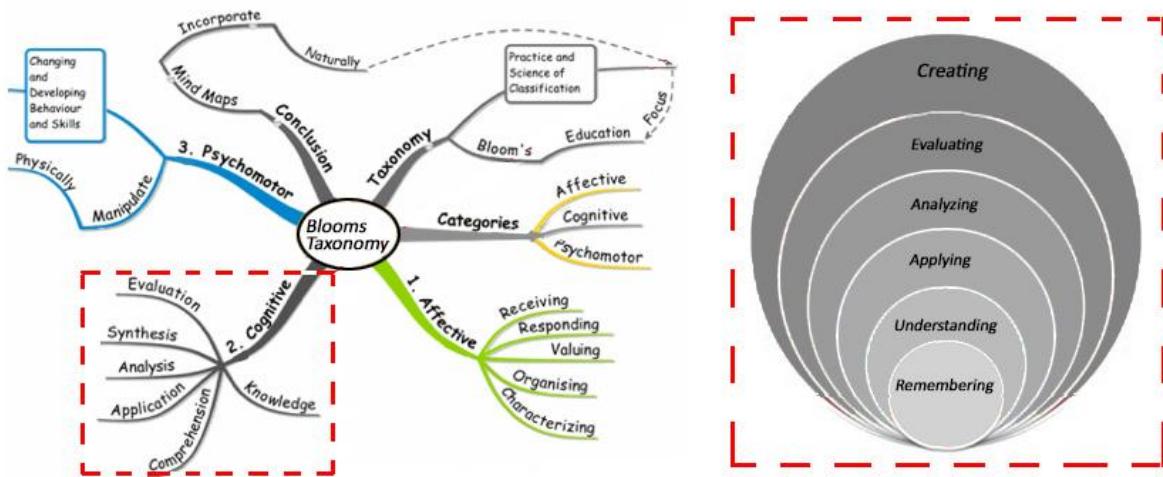 Incorporate
Naturally
Mind Maps
Conclusion
Changing
and
Developing
Behaviour
and Skills
3. Psychomotor
Physically
Manipulate
Practice and
Science of
Classification
Taxonomy
Bloom's
Education
Focus
Blooms
Taxonomy
Categories
Affective
Cognitive
Psychomotor
2. Cognitive
Evaluation
Synthesis
Analysis
Application
Comprehension
Knowledge
1. Affective
Receiving
Responding
Valuing
Organising
Characterizing
Creating
Evaluating
Analyzing
Applying
Understanding
Remembering